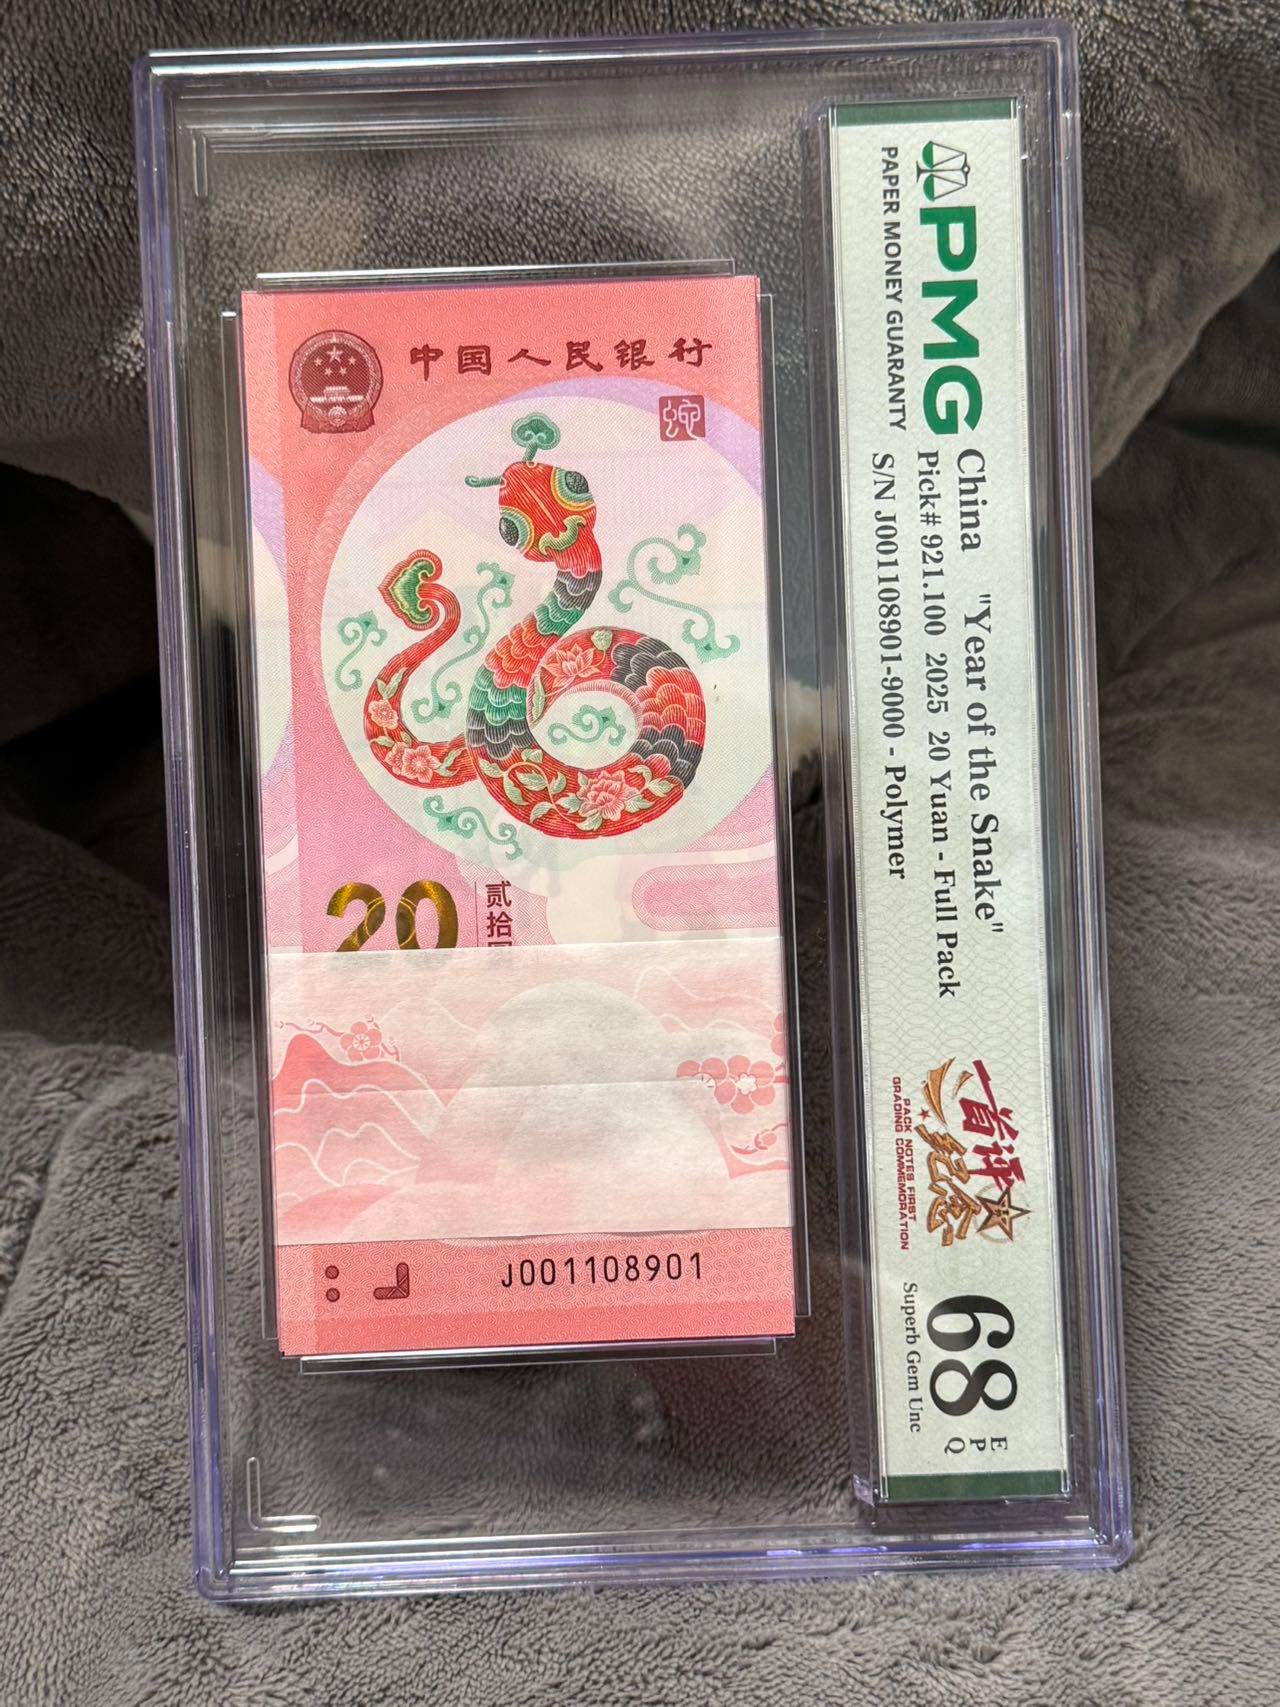 中国人民银行
蛇
20
贰拾
J001108901
PMG
PAPER MONEY GUARANTY
China "Year of the Snake"
Pick# 921.100 2025 20 Yuan - Full Pack
S/N J001108901-9000 - Polymer
首评
纪念
PACK NOTES FIRST
GRADING COMMEMORATION
68
EPQ
Superb Gem Unc